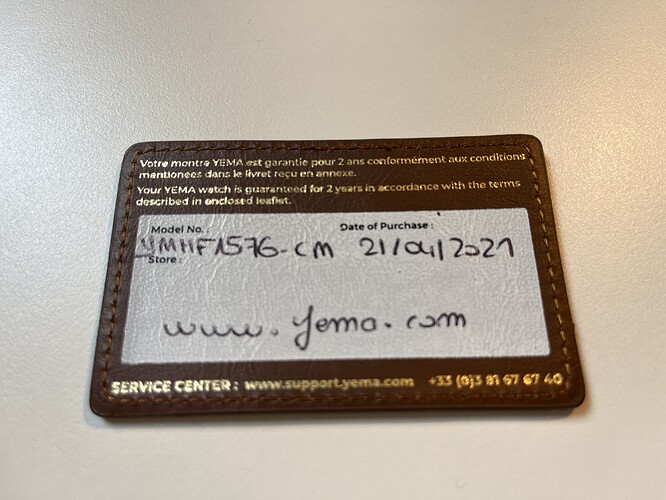 Votre montre YEMA est garantie pour 2 ans conformément aux conditions
mentionées dans le livret reçu en annexe.
Your YEMA watch is guaranteed for 2 years in accordance with the terms
described in enclosed leaflet.
Model No. : Date of Purchase :
YMHF1576-CM 21/04/2021
Store :
www.yema.com
SERVICE CENTER : www.support.yema.com +33 (0)3 81 67 67 40